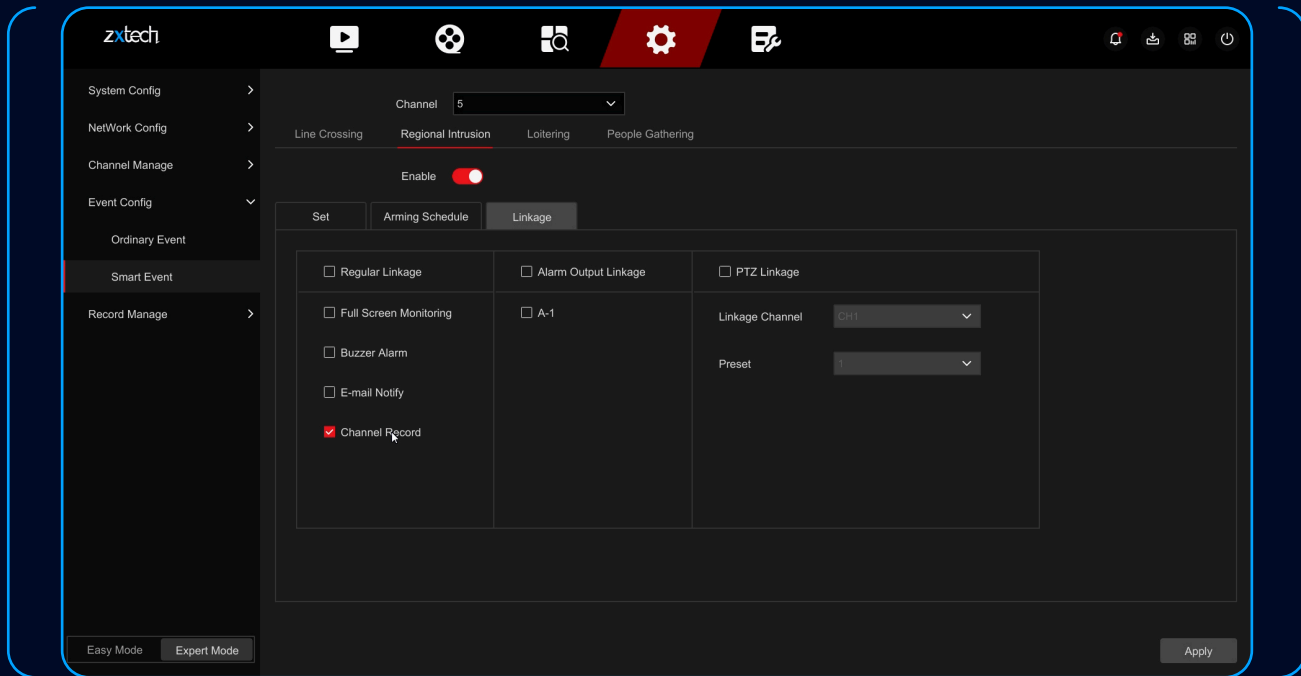 zxtech
System Config
NetWork Config
Channel Manage
Event Config
Ordinary Event
Smart Event
Record Manage
Easy Mode Expert Mode
Channel 5
Line Crossing Regional Intrusion Loitering People Gathering
Enable
Set Arming Schedule Linkage
Regular Linkage Alarm Output Linkage PTZ Linkage
Full Screen Monitoring A-1 Linkage Channel CH1
Buzzer Alarm
Preset 1
E-mail Notify
Channel Record
Apply